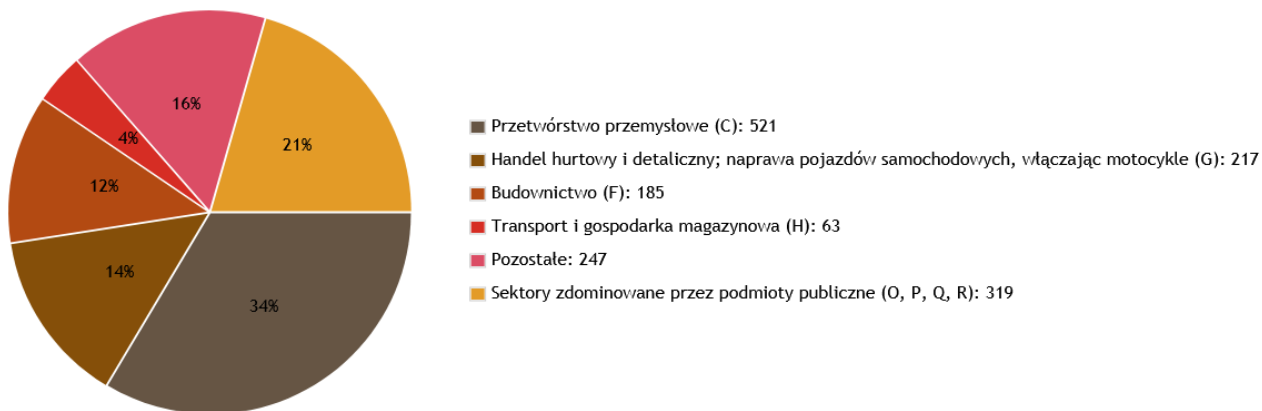 16%
4%
21%
12%
14%
34%
Przetwórstwo przemysłowe (C): 521
Handel hurtowy i detaliczny; naprawa pojazdów samochodowych, włączając motocykle (G): 217
Budownictwo (F): 185
Transport i gospodarka magazynowa (H): 63
Pozostałe: 247
Sektory zdominowane przez podmioty publiczne (O, P, Q, R): 319